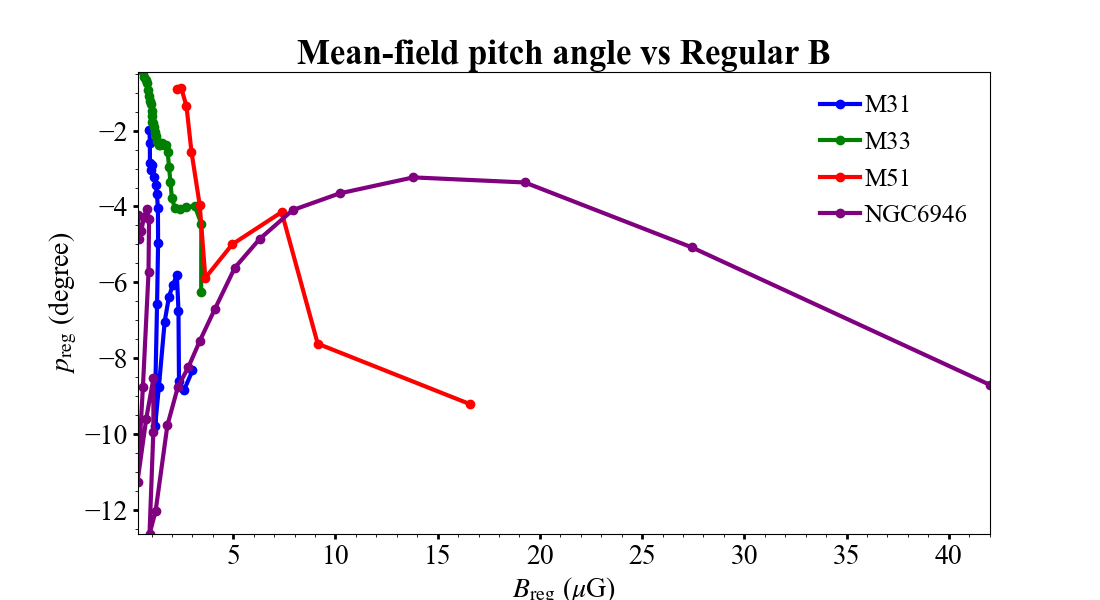 Mean-field pitch angle vs Regular B
M31
M33
M51
NGC6946
−2
−4
−6
−8
−10
−12
p_reg (degree)
5 10 15 20 25 30 35 40
B_reg (μG)